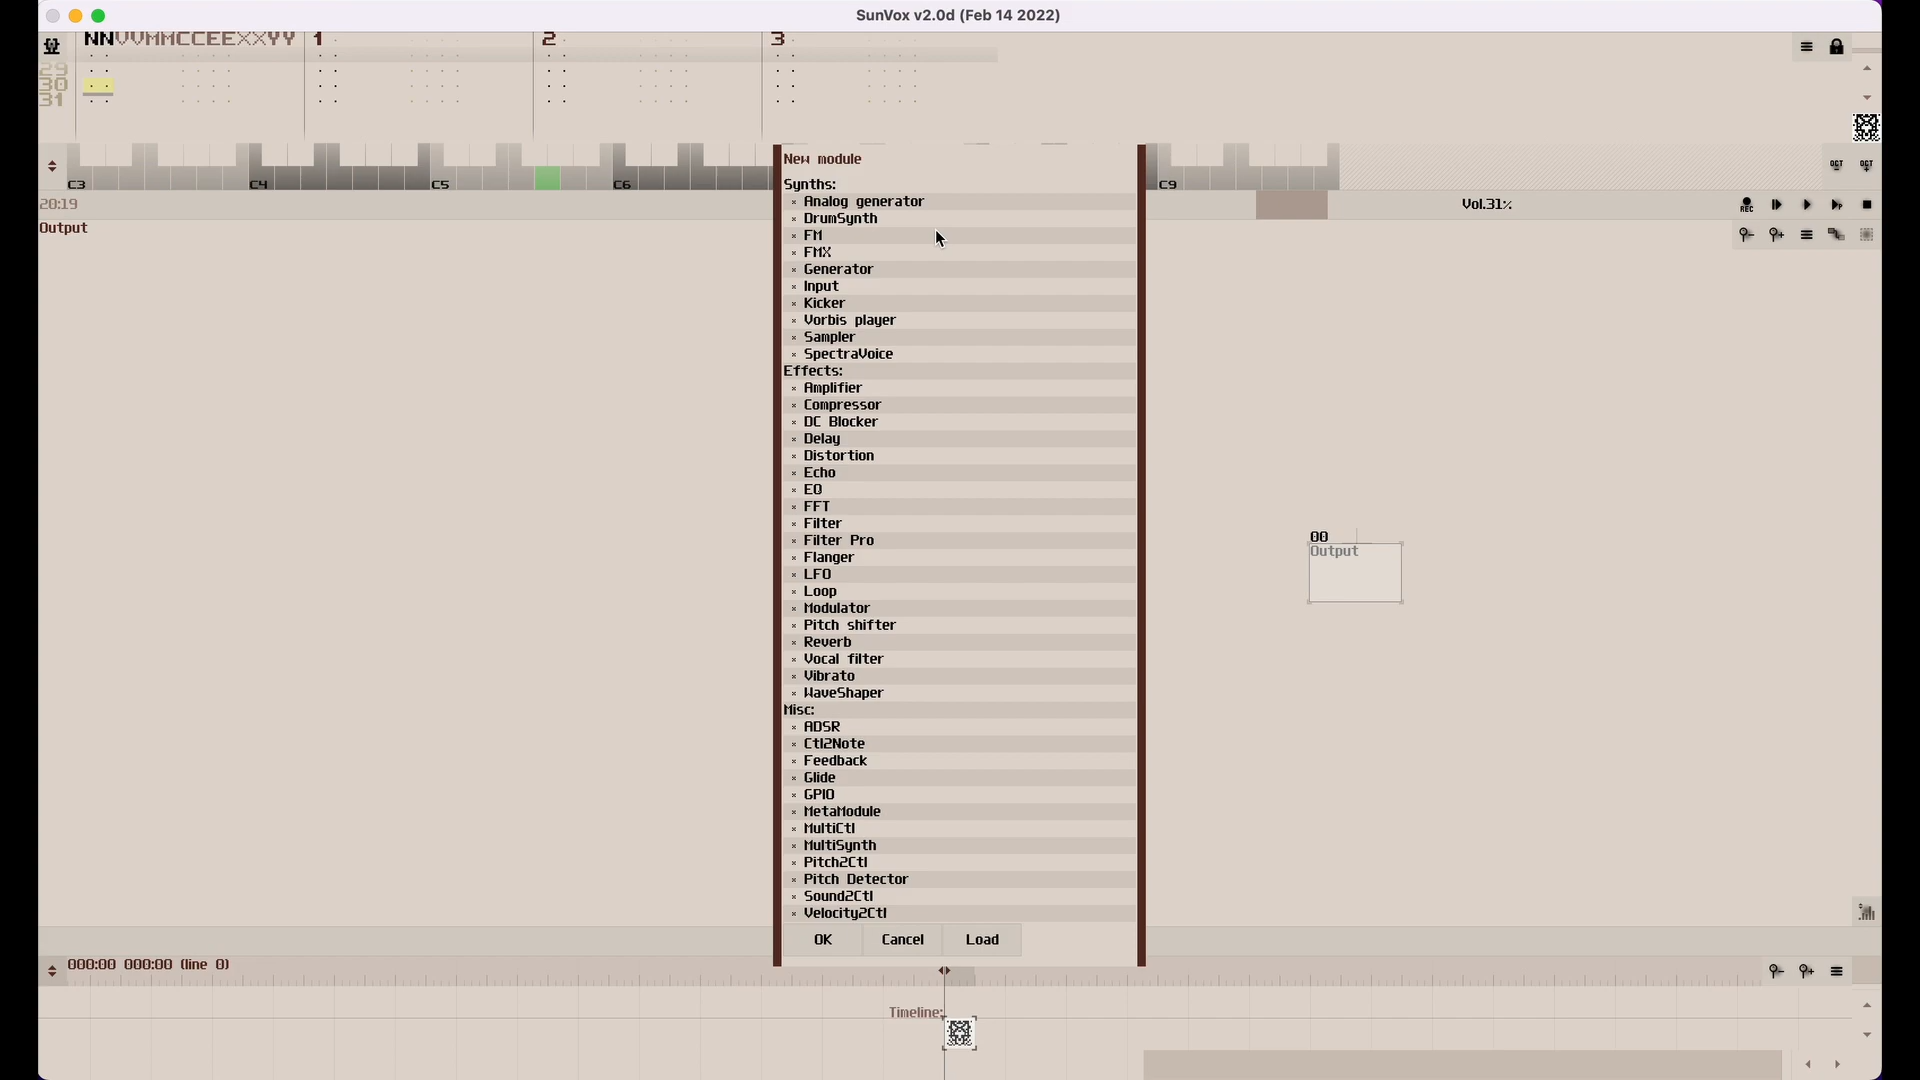 SunVox v2.0d (Feb 14 2022)
NNVVMMCCEEXXYY 1 2 3
29
30
31
C3 C4 C5 C6 C9
20:19
Vol.31%
REC
OCT OCT
Output
New module
Synths:
Analog generator
DrumSynth
FM
FMX
Generator
Input
Kicker
Vorbis player
Sampler
SpectraVoice
Effects:
Amplifier
Compressor
DC Blocker
Delay
Distortion
Echo
EQ
FFT
Filter
Filter Pro
Flanger
LFO
Loop
Modulator
Pitch shifter
Reverb
Vocal filter
Vibrato
WaveShaper
Misc:
ADSR
Ctl2Note
Feedback
Glide
GPIO
MetaModule
MultiCtl
MultiSynth
Pitch2Ctl
Pitch Detector
Sound2Ctl
Velocity2Ctl
OK Cancel Load
00
Output
000:00 000:00 (line 0)
Timeline: